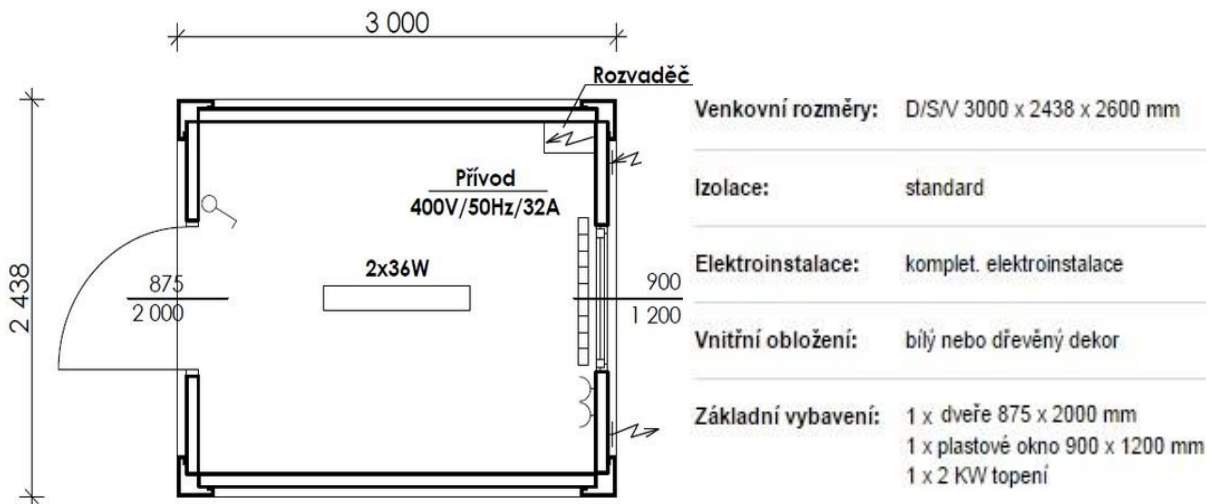 3 000
Rozvaděč
Přívod
400V/50Hz/32A
2x36W
2 438
875
2 000
900
1 200
Venkovní rozměry: D/S/V 3000 x 2438 x 2600 mm
Izolace: standard
Elektroinstalace: komplet. elektroinstalace
Vnitřní obložení: bílý nebo dřevěný dekor
Základní vybavení: 1 x dveře 875 x 2000 mm
1 x plastové okno 900 x 1200 mm
1 x 2 KW topení